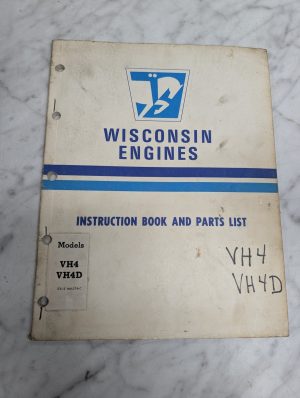 WISCONSIN
ENGINES
INSTRUCTION BOOK AND PARTS LIST
Models
VH4
VH4D
VH4
VH4D